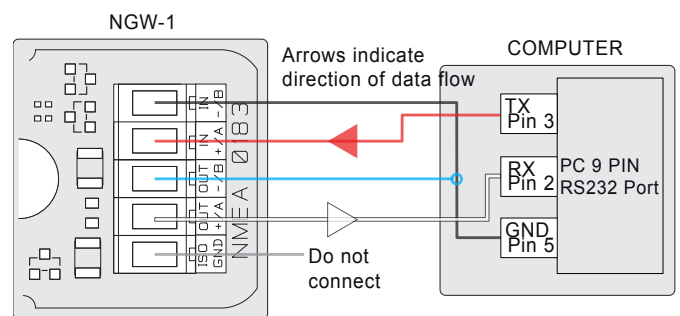 NGW-1
IN -/B
IN +/A
OUT -/B
OUT +/A
ISO GND
NMEA 0183
Arrows indicate
direction of data flow
Do not
connect
COMPUTER
TX
Pin 3
RX
Pin 2
GND
Pin 5
PC 9 PIN
RS232 Port